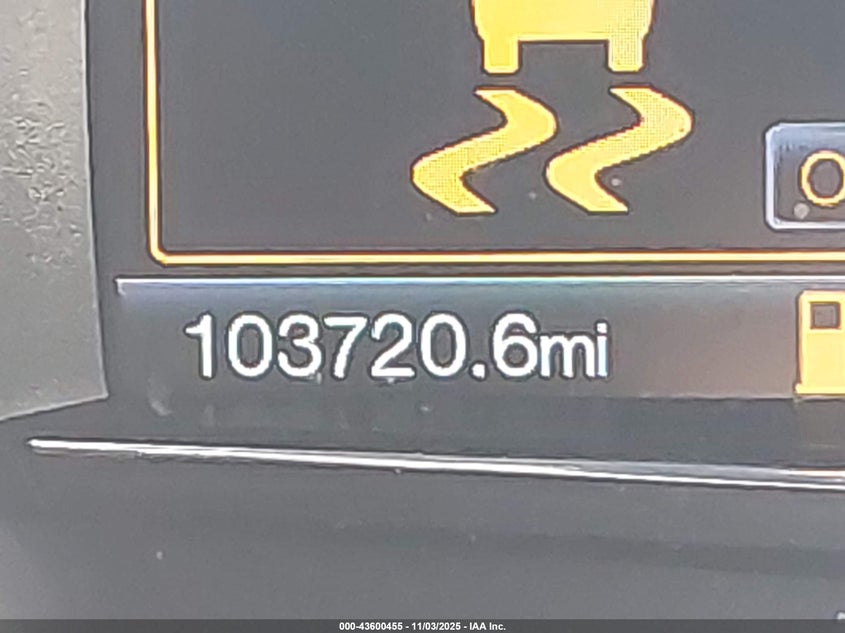 O
103720.6mi
000-43600455 - 11/03/2025 - IAA Inc.